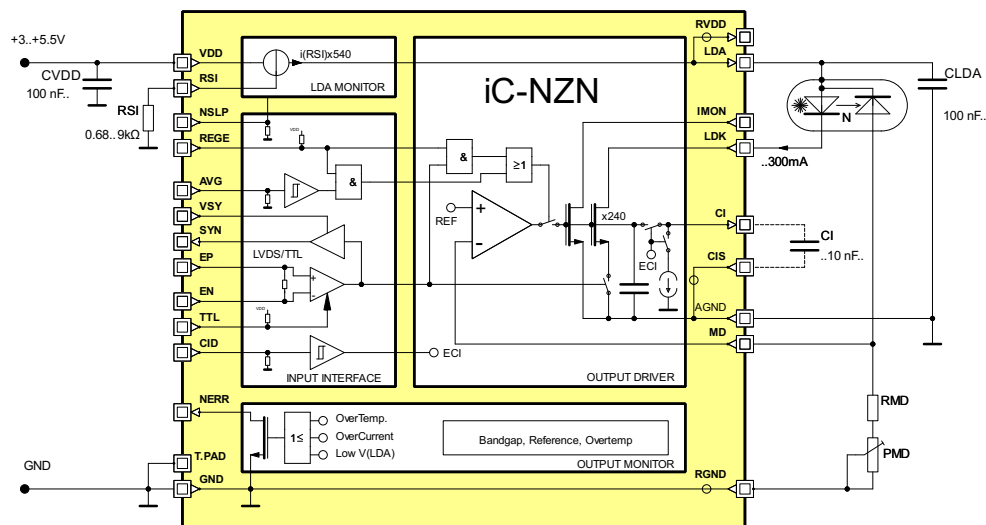 +3..+5.5V
CVDD
100 nF..
RSI
0.68..9kΩ
GND
VDD
RSI
NSLP
REGE
AVG
VSY
SYN
EP
EN
TTL
CID
NERR
T.PAD
GND
i(RSI)x540
LDA MONITOR
VDD
&
LVDS/TTL
+
-
VDD
ECI
INPUT INTERFACE
iC-NZN
&
≥1
REF
+
-
x240
ECI
OUTPUT DRIVER
1≤
OverTemp.
OverCurrent
Low V(LDA)
Bandgap, Reference, Overtemp
OUTPUT MONITOR
RVDD
LDA
IMON
LDK
CI
CIS
AGND
MD
RGND
..300mA
N
CLDA
100 nF..
CI
..10 nF..
RMD
PMD